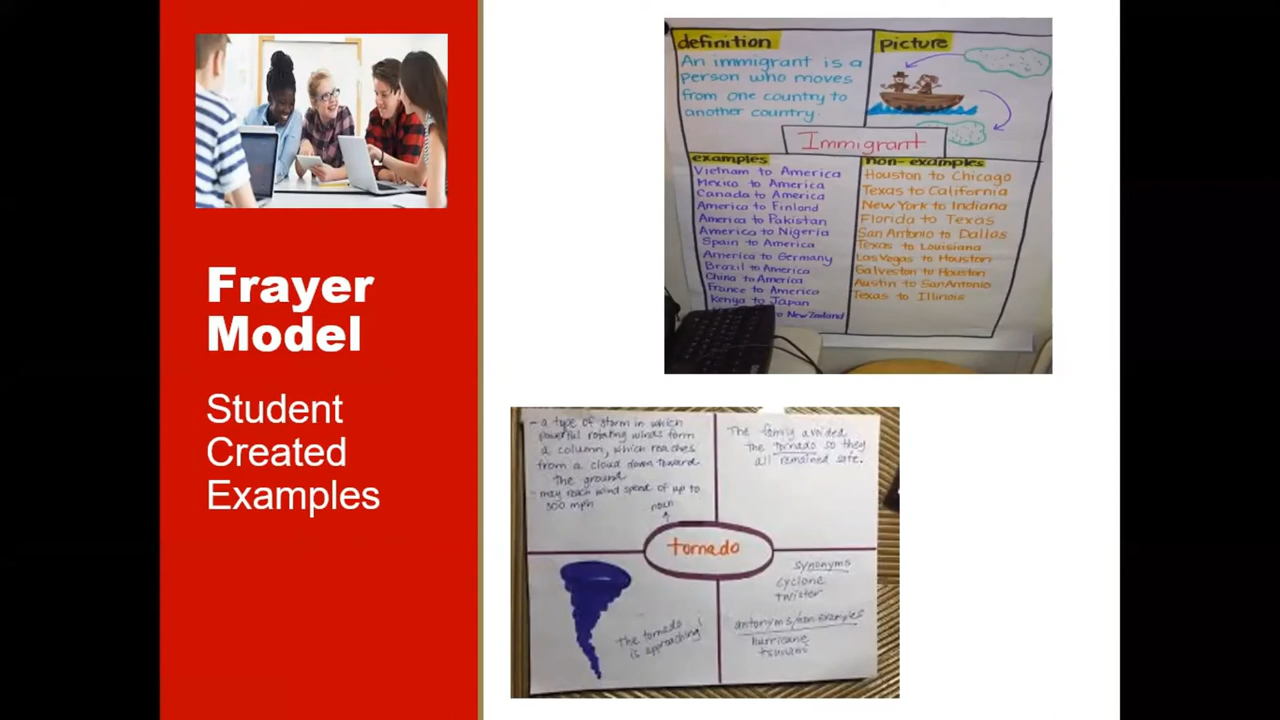 Frayer
Model
Student
Created
Examples
definition
An immigrant is a
person who moves
from one country to
another country.
picture
Immigrant
examples
Vietnam to America
Mexico to America
Canada to America
America to Finland
America to Pakistan
America to Nigeria
Spain to America
America to Germany
Brazil to America
China to America
France to America
Kenya to Japan
to New Zealand
non-examples
Houston to Chicago
Texas to California
New York to Indiana
Florida to Texas
San Antonio to Dallas
Texas to Louisiana
Las Vegas to Houston
Galveston to Houston
Austin to San Antonio
Texas to Illinois
- a type of storm in which
powerful rotating winds form
a column, which reaches
from a cloud down toward
the ground
- may reach wind speed of up to
300 mph
noun
The family avoided
the tornado so they
all remained safe.
tornado
The tornado
is approaching!
synonyms
cyclone
twister
antonyms/non examples
hurricane
tsunami